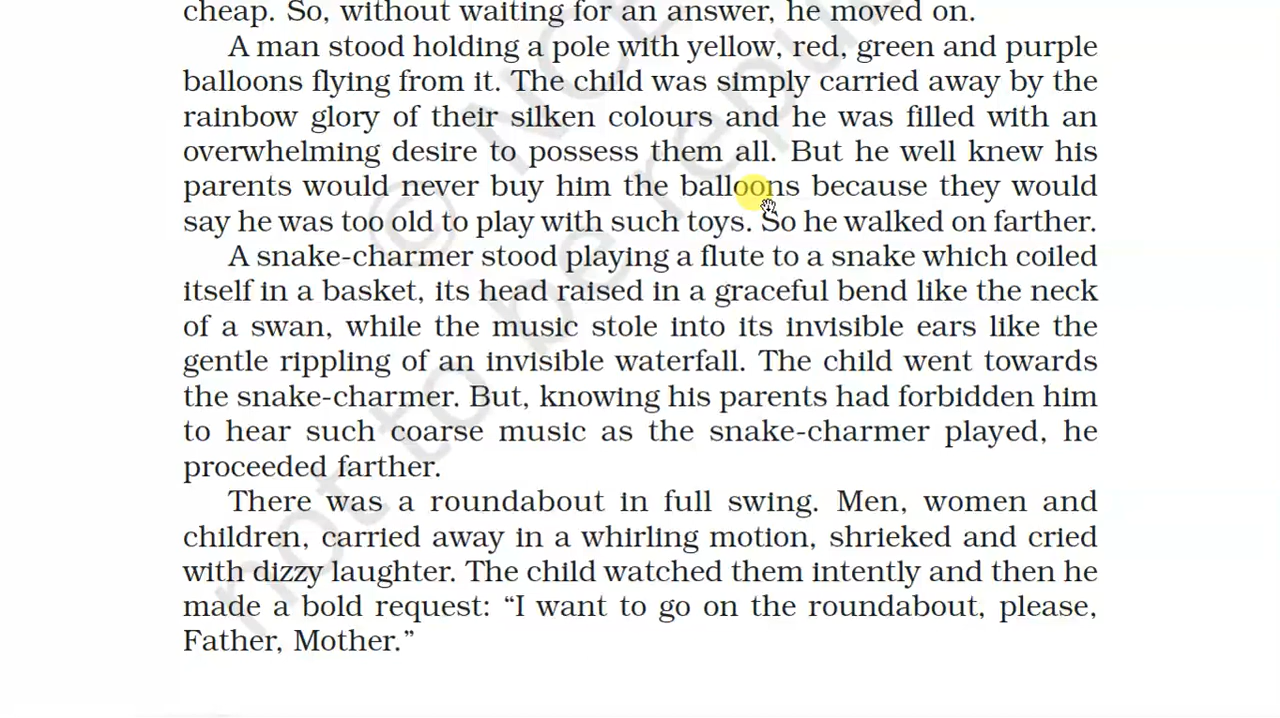 cheap. So, without waiting for an answer, he moved on.
A man stood holding a pole with yellow, red, green and purple
balloons flying from it. The child was simply carried away by the
rainbow glory of their silken colours and he was filled with an
overwhelming desire to possess them all. But he well knew his
parents would never buy him the balloons because they would
say he was too old to play with such toys. So he walked on farther.
A snake-charmer stood playing a flute to a snake which coiled
itself in a basket, its head raised in a graceful bend like the neck
of a swan, while the music stole into its invisible ears like the
gentle rippling of an invisible waterfall. The child went towards
the snake-charmer. But, knowing his parents had forbidden him
to hear such coarse music as the snake-charmer played, he
proceeded farther.
There was a roundabout in full swing. Men, women and
children, carried away in a whirling motion, shrieked and cried
with dizzy laughter. The child watched them intently and then he
made a bold request: “I want to go on the roundabout, please,
Father, Mother.”
© NC
not to be repu